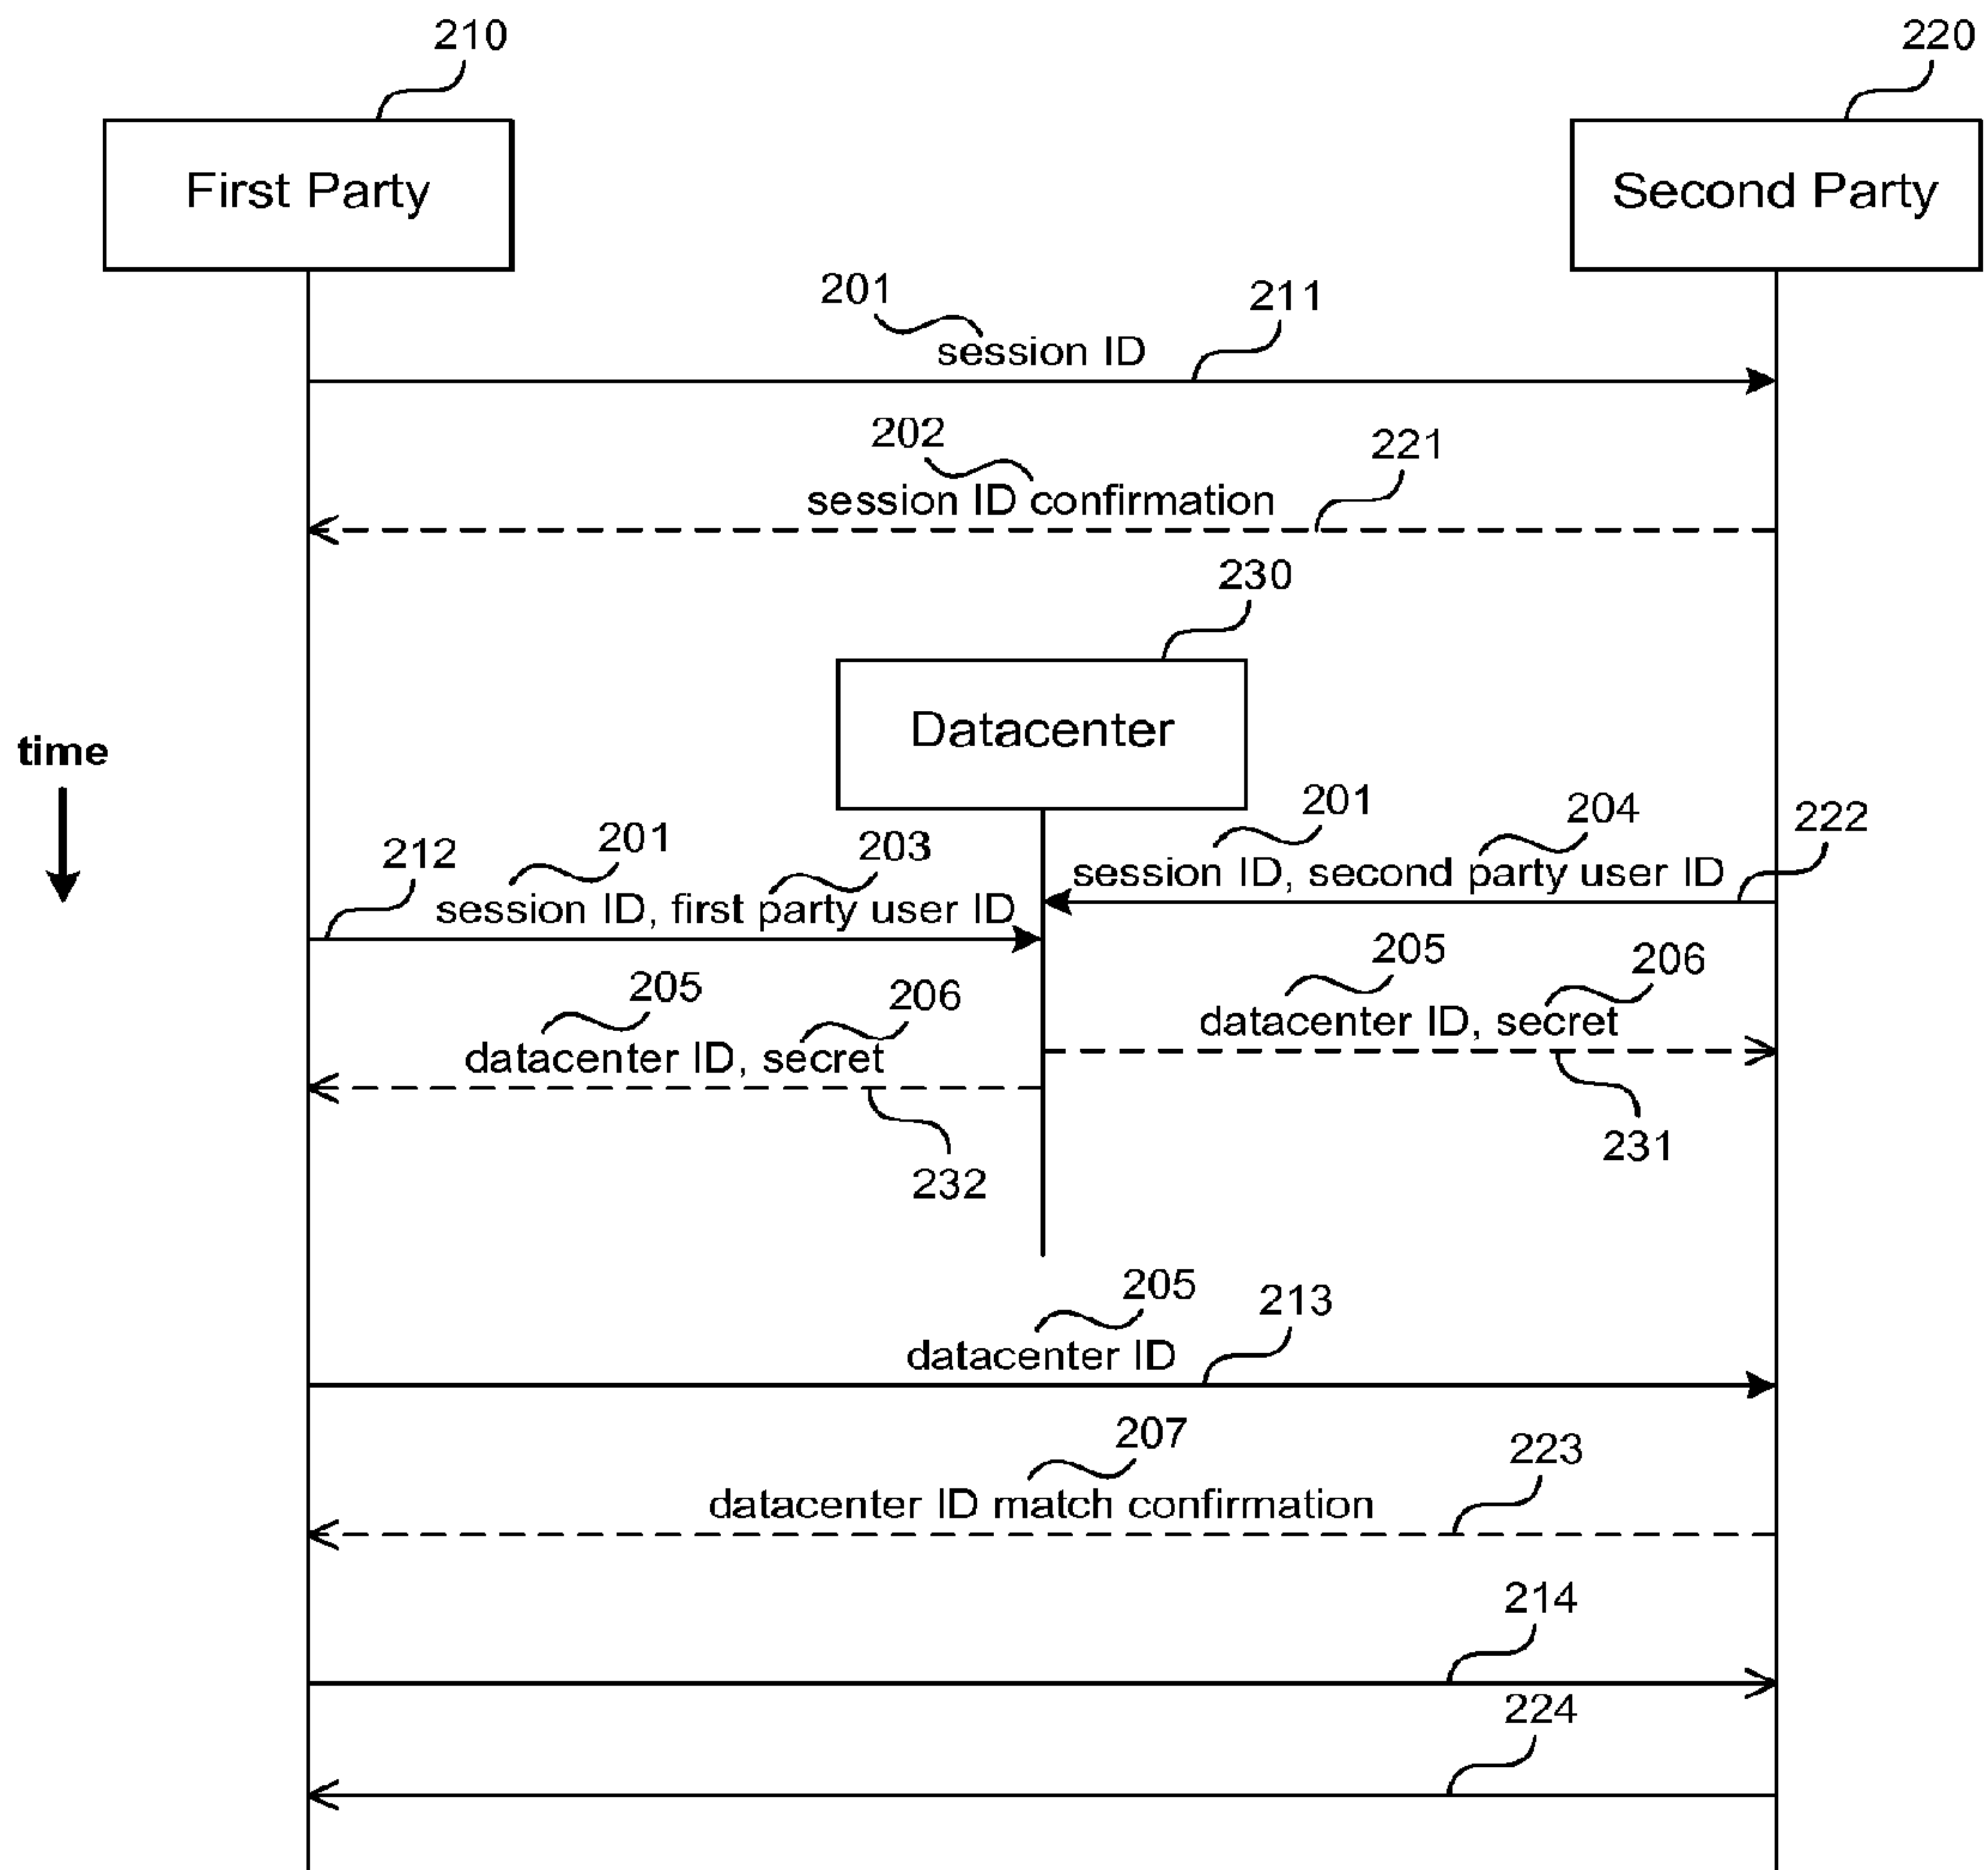 210
220
First Party
Second Party
201
211
session ID
202
221
session ID confirmation
230
Datacenter
time
201
204
222
212
201
203
session ID, second party user ID
session ID, first party user ID
205
206
205
206
datacenter ID, secret
datacenter ID, secret
231
232
205
213
datacenter ID
207
223
datacenter ID match confirmation
214
224